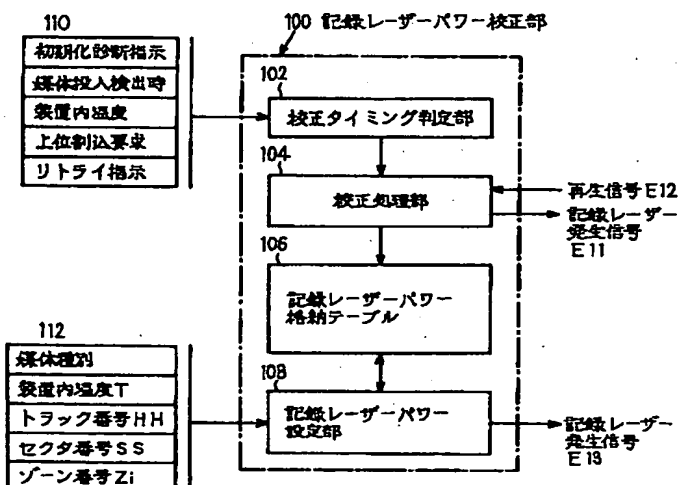 110
初期化診断指示
媒体投入検出時
装置内温度
上位割込要求
リトライ指示
100 記録レーザーパワー校正部
102
校正タイミング判定部
104
校正処理部
再生信号E12
記録レーザー
発生信号
E11
106
記録レーザーパワー
格納テーブル
112
媒体種別
装置内温度T
トラック番号HH
セクタ番号SS
ゾーン番号Zi
108
記録レーザーパワー
設定部
記録レーザー
発生信号
E13